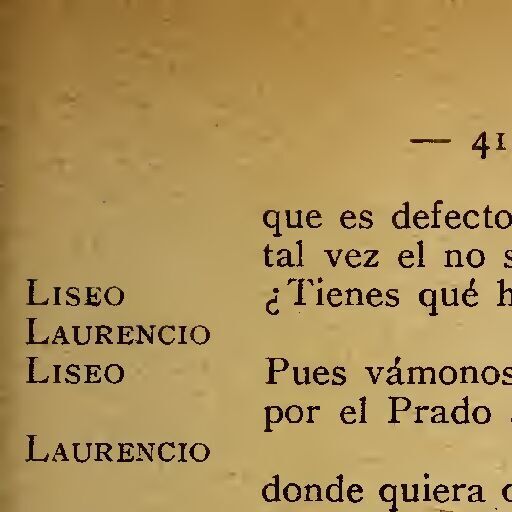 — 41
que es defecto
tal vez el no
LISEO ¿Tienes qué
LAURENCIO
LISEO Pues vámonos
por el Prado
LAURENCIO
donde quiera